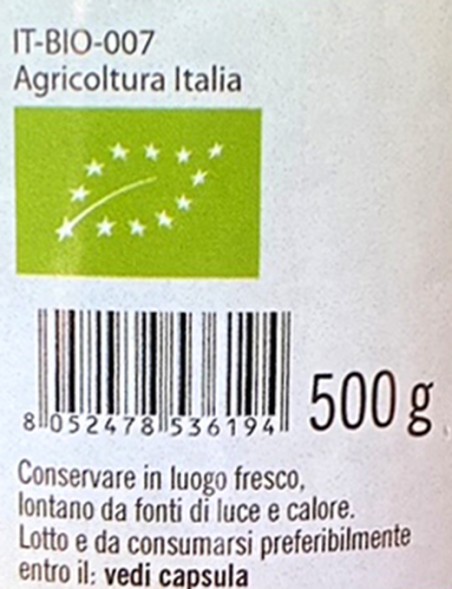 IT-BIO-007
Agricoltura Italia
8 052478 536194
500 g
Conservare in luogo fresco,
lontano da fonti di luce e calore.
Lotto e da consumarsi preferibilmente
entro il: vedi capsula